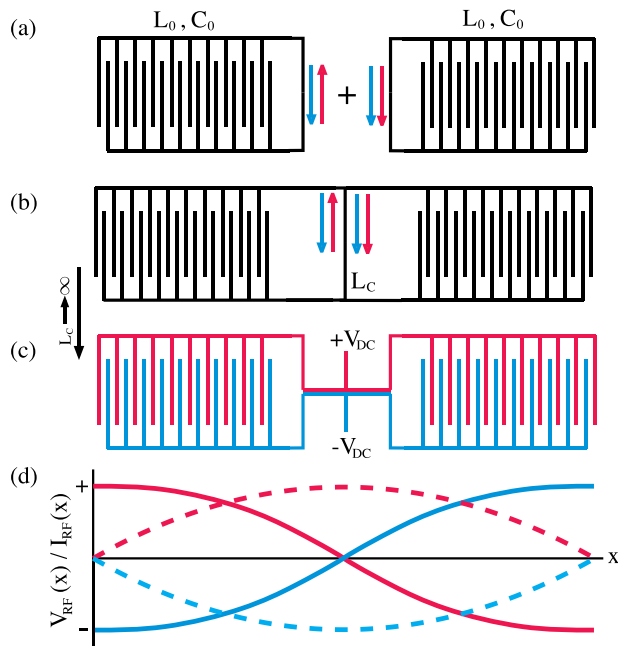 (a)
L₀ , C₀
L₀ , C₀
+
(b)
L_C
L_C → ∞
(c)
+V_DC
-V_DC
(d)
+
-
V_RF(x) / I_RF(x)
x